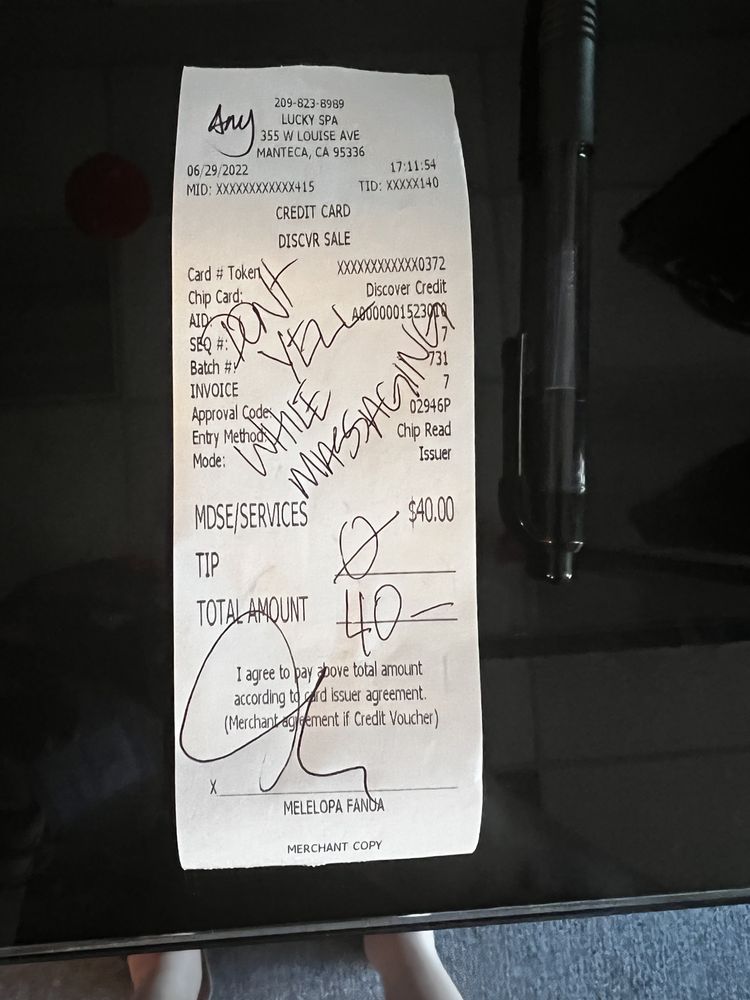 Any
209-823-8989
LUCKY SPA
355 W LOUISE AVE
MANTECA, CA 95336
06/29/2022 17:11:54
MID: XXXXXXXXXXXX415 TID: XXXXX140
CREDIT CARD
DISCVR SALE
Card # Token XXXXXXXXXXXX0372
Chip Card: Discover Credit
AID: A0000001523010
SEQ #: 7
Batch #: 731
INVOICE 7
Approval Code: 02946P
Entry Method: Chip Read
Mode: Issuer
DONT
YELL
WHILE
MASSAGING
MDSE/SERVICES $40.00
TIP 0
TOTAL AMOUNT 40 —
I agree to pay above total amount
according to card issuer agreement.
(Merchant agreement if Credit Voucher)
X
MELELOPA FANUA
MERCHANT COPY